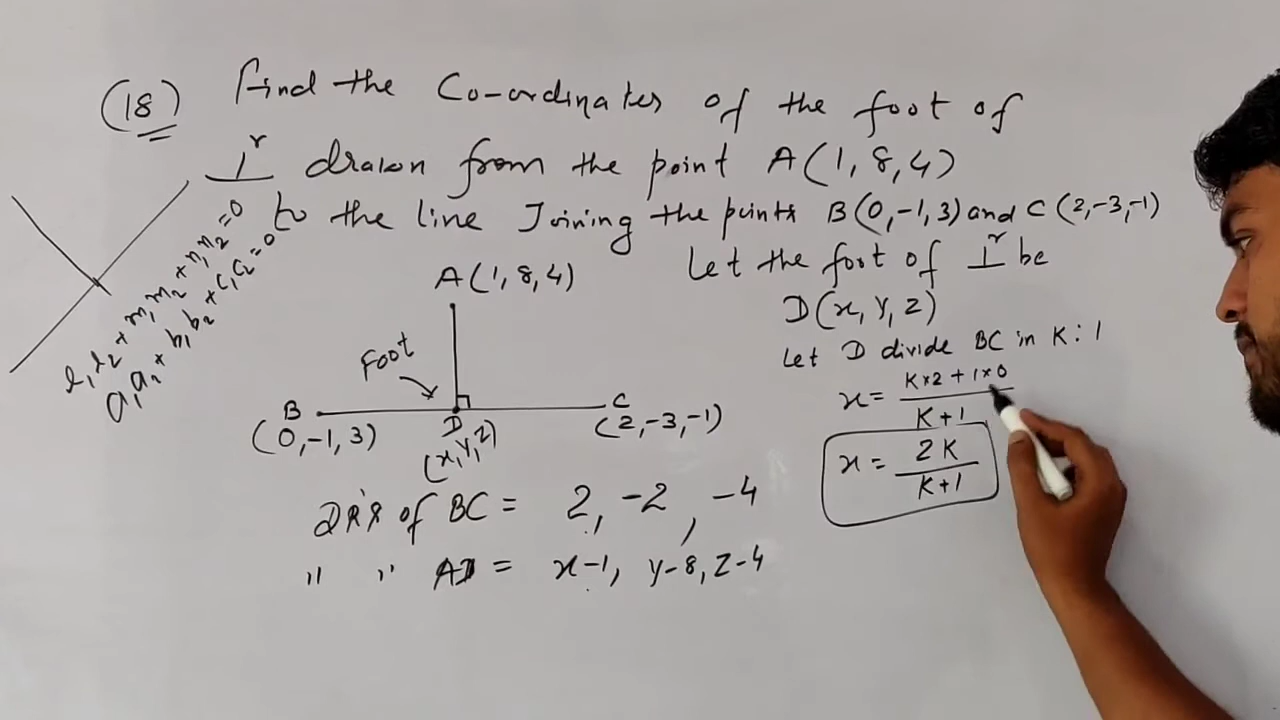 (18) Find the Co-ordinates of the foot of
⊥r drawn from the point A(1, 8, 4)
to the line Joining the points B(0, -1, 3) and C(2, -3, -1)
l₁l₂ + m₁m₂ + n₁n₂ = 0
a₁a₂ + b₁b₂ + c₁c₂ = 0
A(1, 8, 4)
Foot
B
(0, -1, 3)
D
(x, y, z)
C
(2, -3, -1)
DR's of BC = 2, -2, -4
" " AD = x-1, y-8, z-4
Let the foot of ⊥r be
D(x, y, z)
Let D divide BC in K : 1
x = K×2 + 1×0 / K+1
x = 2K / K+1